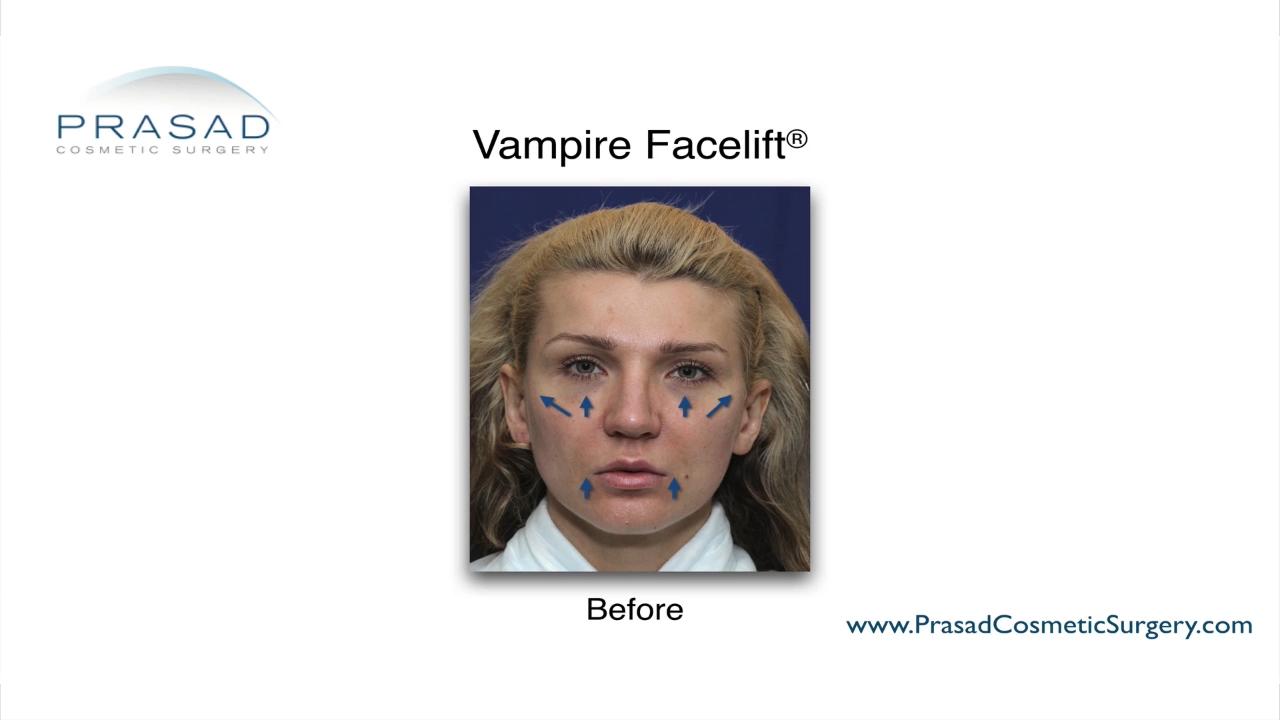 PRASAD
COSMETIC SURGERY
Vampire Facelift®
Before
www.PrasadCosmeticSurgery.com